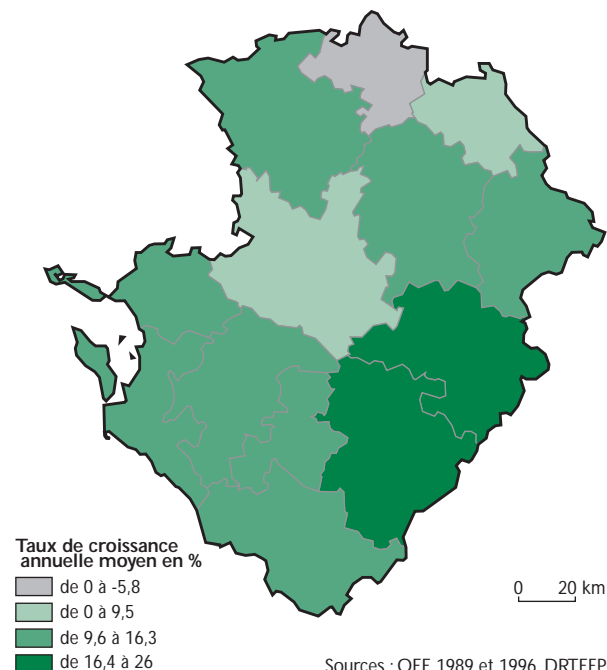 Taux de croissance
annuelle moyen en %
de 0 à -5,8
de 0 à 9,5
de 9,6 à 16,3
de 16,4 à 26
0 20 km
Sources : OEE 1989 et 1996, DRTEFP